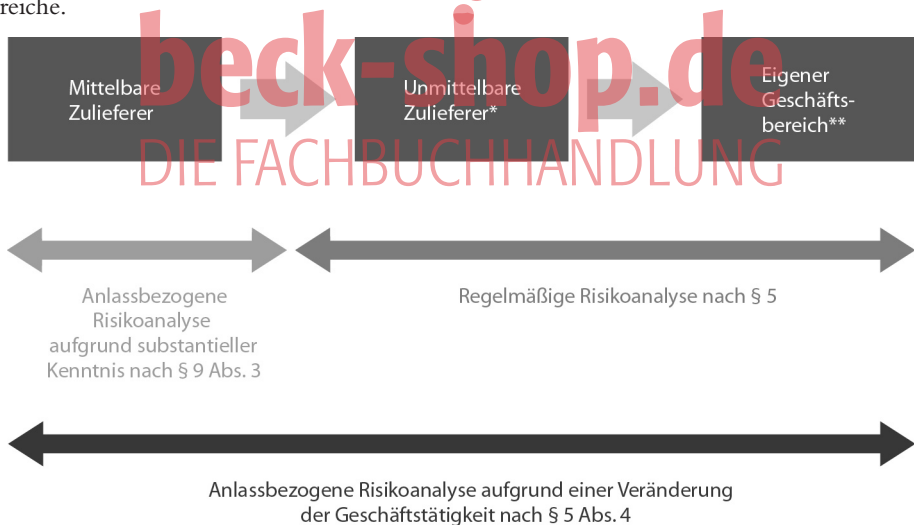 reiche.
beck-shop.de
DIE FACHBUCHHANDLUNG
Mittelbare
Zulieferer
Unmittelbare
Zulieferer*
Eigener
Geschäfts-
bereich**
Anlassbezogene
Risikoanalyse
aufgrund substantieller
Kenntnis nach § 9 Abs. 3
Regelmäßige Risikoanalyse nach § 5
Anlassbezogene Risikoanalyse aufgrund einer Veränderung
der Geschäftstätigkeit nach § 5 Abs. 4